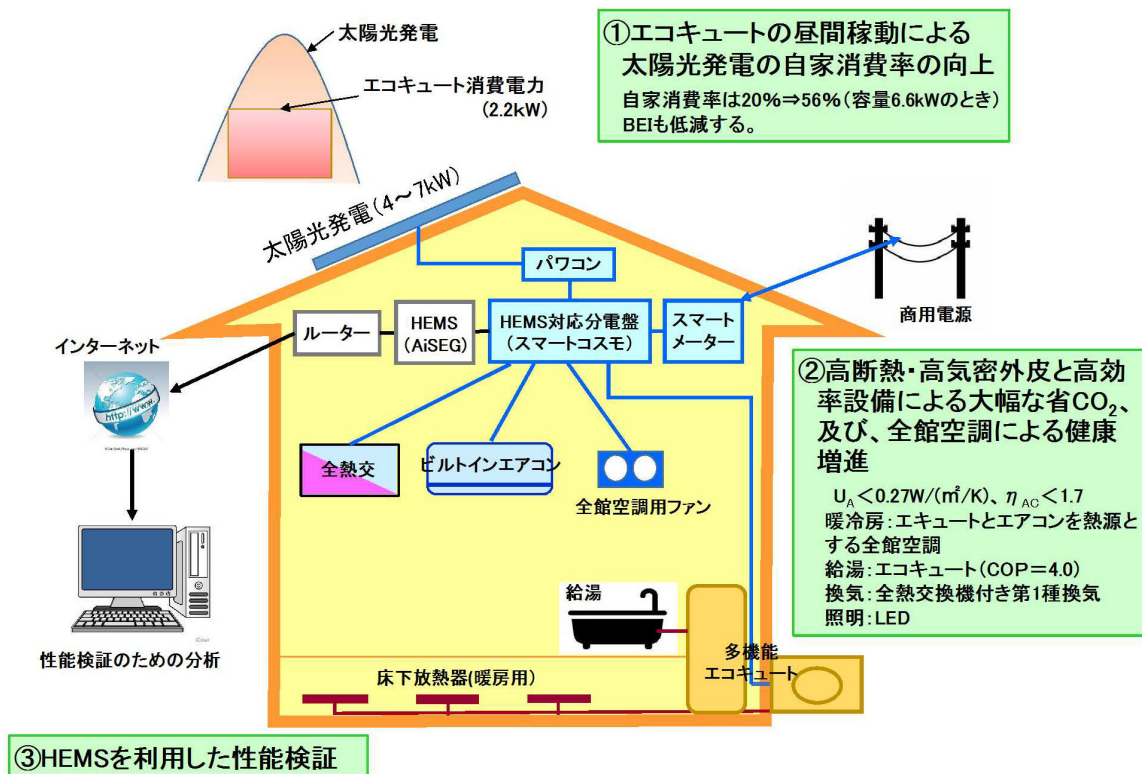 太陽光発電
エコキュート消費電力
(2.2kW)
①エコキュートの昼間稼動による
太陽光発電の自家消費率の向上
自家消費率は20%⇒56%(容量6.6kWのとき)
BEIも低減する。
太陽光発電(4～7kW)
パワコン
商用電源
ルーター
HEMS
(AiSEG)
HEMS対応分電盤
(スマートコスモ)
スマート
メーター
インターネット
http://www.
②高断熱・高気密外皮と高効
率設備による大幅な省CO₂、
及び、全館空調による健康
増進
UA＜0.27W/(㎡/K)、ηAC＜1.7
暖冷房:エキュートとエアコンを熱源と
する全館空調
給湯:エコキュート(COP＝4.0)
換気:全熱交換機付き第1種換気
照明:LED
全熱交
ビルトインエアコン
全館空調用ファン
性能検証のための分析
給湯
多機能
エコキュート
床下放熱器(暖房用)
③HEMSを利用した性能検証